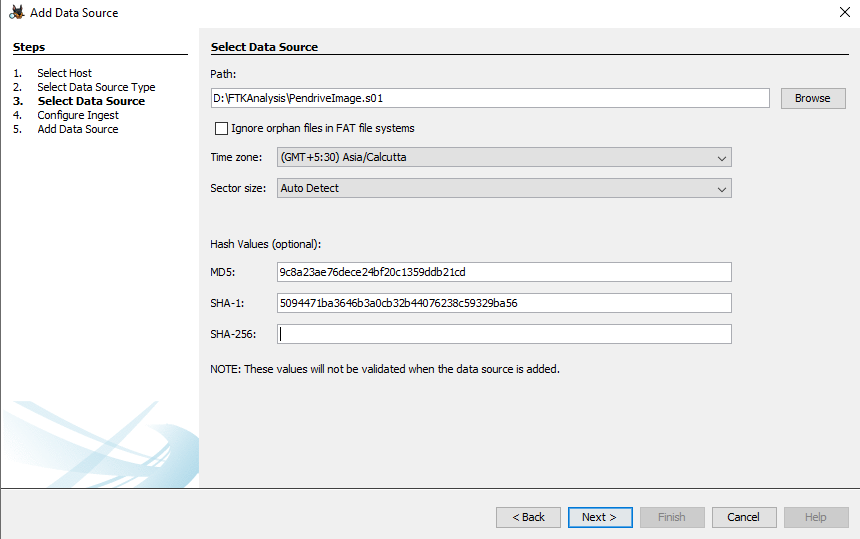 Add Data Source
Steps
1. Select Host
2. Select Data Source Type
3. Select Data Source
4. Configure Ingest
5. Add Data Source
Select Data Source
Path:
D:\FTKAnalysis\PendriveImage.s01
Browse
Ignore orphan files in FAT file systems
Time zone: (GMT+5:30) Asia/Calcutta
Sector size: Auto Detect
Hash Values (optional):
MD5: 9c8a23ae76dece24bf20c1359ddb21cd
SHA-1: 5094471ba3646b3a0cb32b44076238c59329ba56
SHA-256:
NOTE: These values will not be validated when the data source is added.
< Back Next > Finish Cancel Help